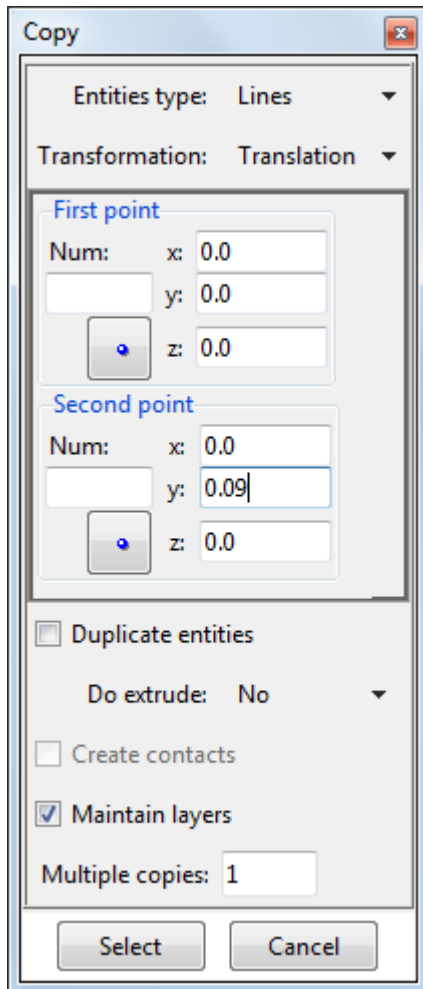 Copy
Entities type: Lines
Transformation: Translation
First point
Num: x: 0.0
y: 0.0
z: 0.0
Second point
Num: x: 0.0
y: 0.09
z: 0.0
Duplicate entities
Do extrude: No
Create contacts
Maintain layers
Multiple copies: 1
Select Cancel